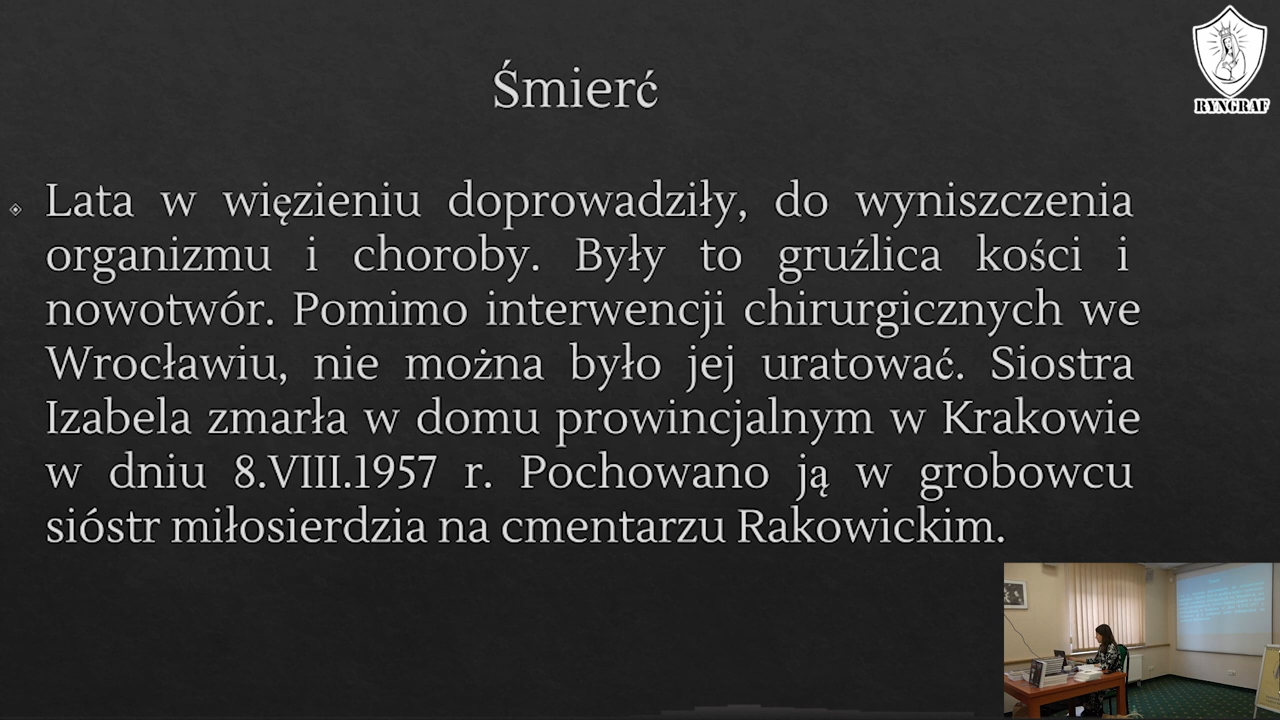 Śmierć
RYNGRAF
Lata w więzieniu doprowadziły, do wyniszczenia
organizmu i choroby. Były to gruźlica kości i
nowotwór. Pomimo interwencji chirurgicznych we
Wrocławiu, nie można było jej uratować. Siostra
Izabela zmarła w domu prowincjalnym w Krakowie
w dniu 8.VIII.1957 r. Pochowano ją w grobowcu
sióstr miłosierdzia na cmentarzu Rakowickim.